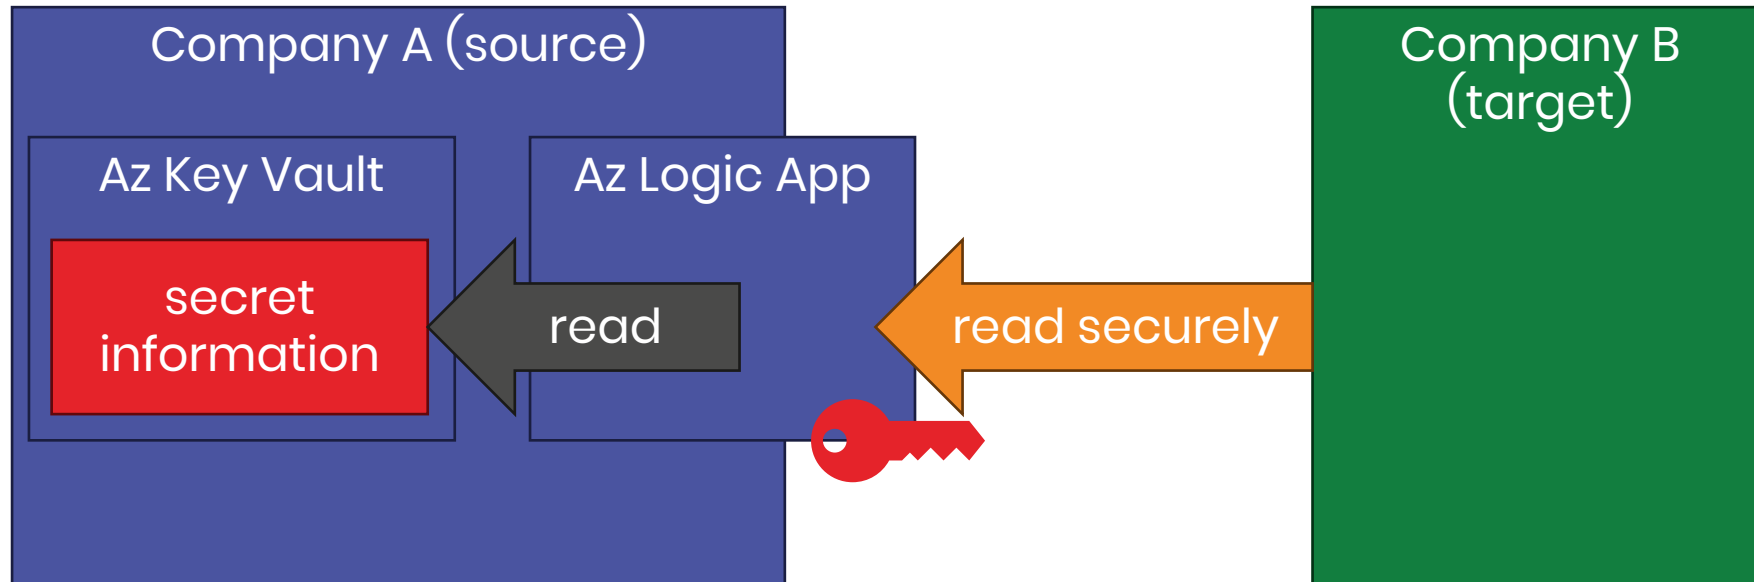 Company A (source)
Company B
(target)
Az Key Vault
Az Logic App
secret
information
read
read securely